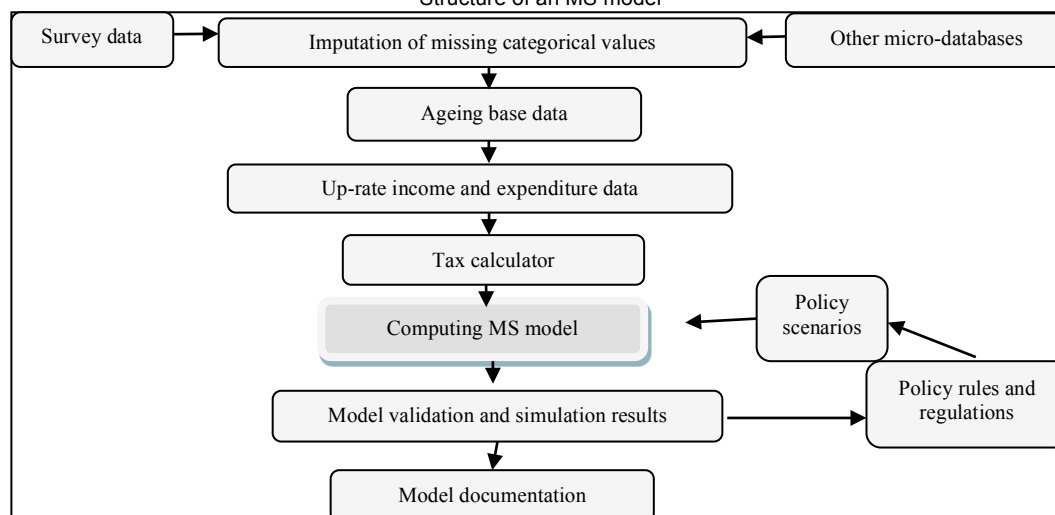 Structure of an MS model
Survey data
Imputation of missing categorical values
Other micro-databases
Ageing base data
Up-rate income and expenditure data
Tax calculator
Policy
scenarios
Computing MS model
Policy rules and
regulations
Model validation and simulation results
Model documentation